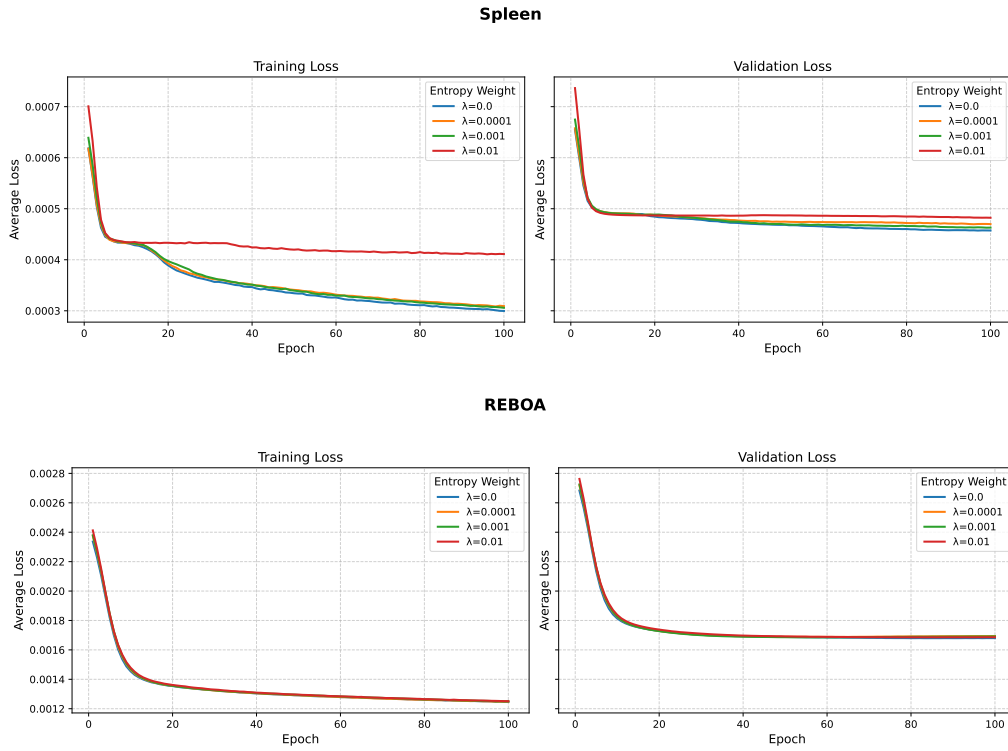 Spleen
Training Loss
Average Loss
0.0007
0.0006
0.0005
0.0004
0.0003
0 20 40 60 80 100
Epoch
Entropy Weight
λ=0.0
λ=0.0001
λ=0.001
λ=0.01
Validation Loss
Average Loss
0 20 40 60 80 100
Epoch
Entropy Weight
λ=0.0
λ=0.0001
λ=0.001
λ=0.01
REBOA
Training Loss
Average Loss
0.0028
0.0026
0.0024
0.0022
0.0020
0.0018
0.0016
0.0014
0.0012
0 20 40 60 80 100
Epoch
Entropy Weight
λ=0.0
λ=0.0001
λ=0.001
λ=0.01
Validation Loss
Average Loss
0 20 40 60 80 100
Epoch
Entropy Weight
λ=0.0
λ=0.0001
λ=0.001
λ=0.01